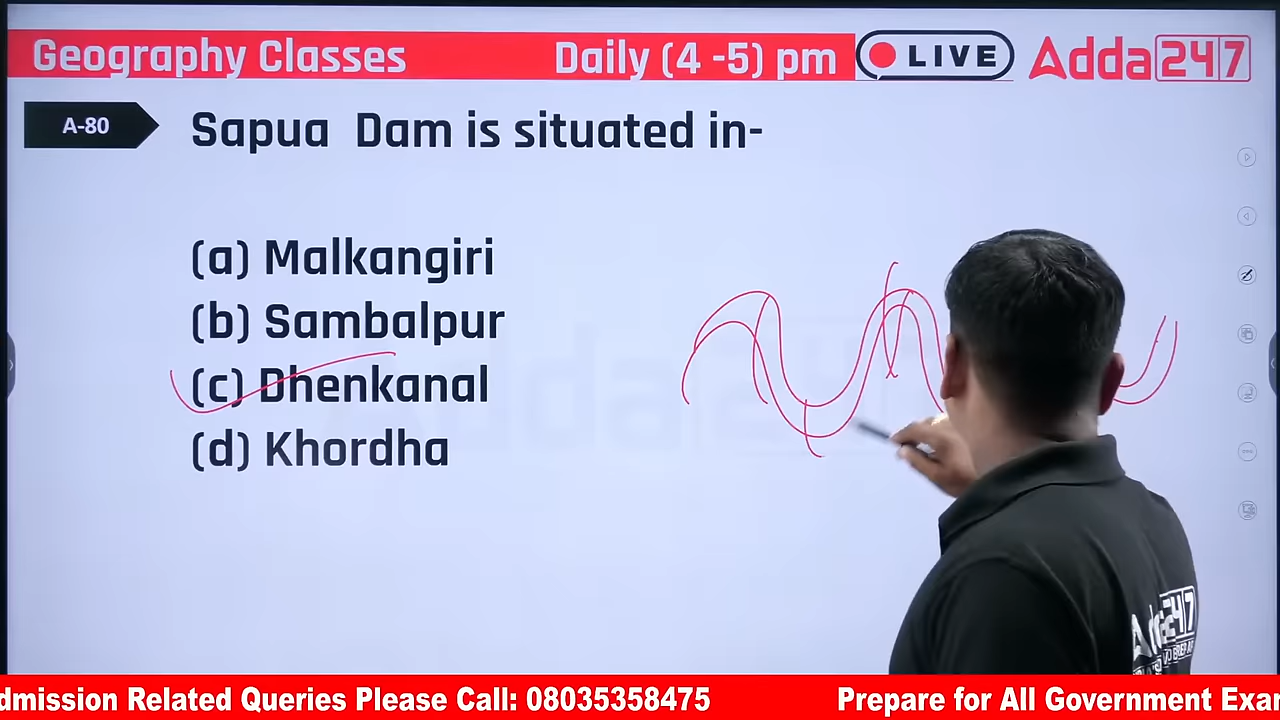 Geography Classes Daily (4 -5) pm LIVE Adda247
A-80 Sapua Dam is situated in-
(a) Malkangiri
(b) Sambalpur
(c) Dhenkanal
(d) Khordha
dmission Related Queries Please Call: 08035358475 Prepare for All Government Exam